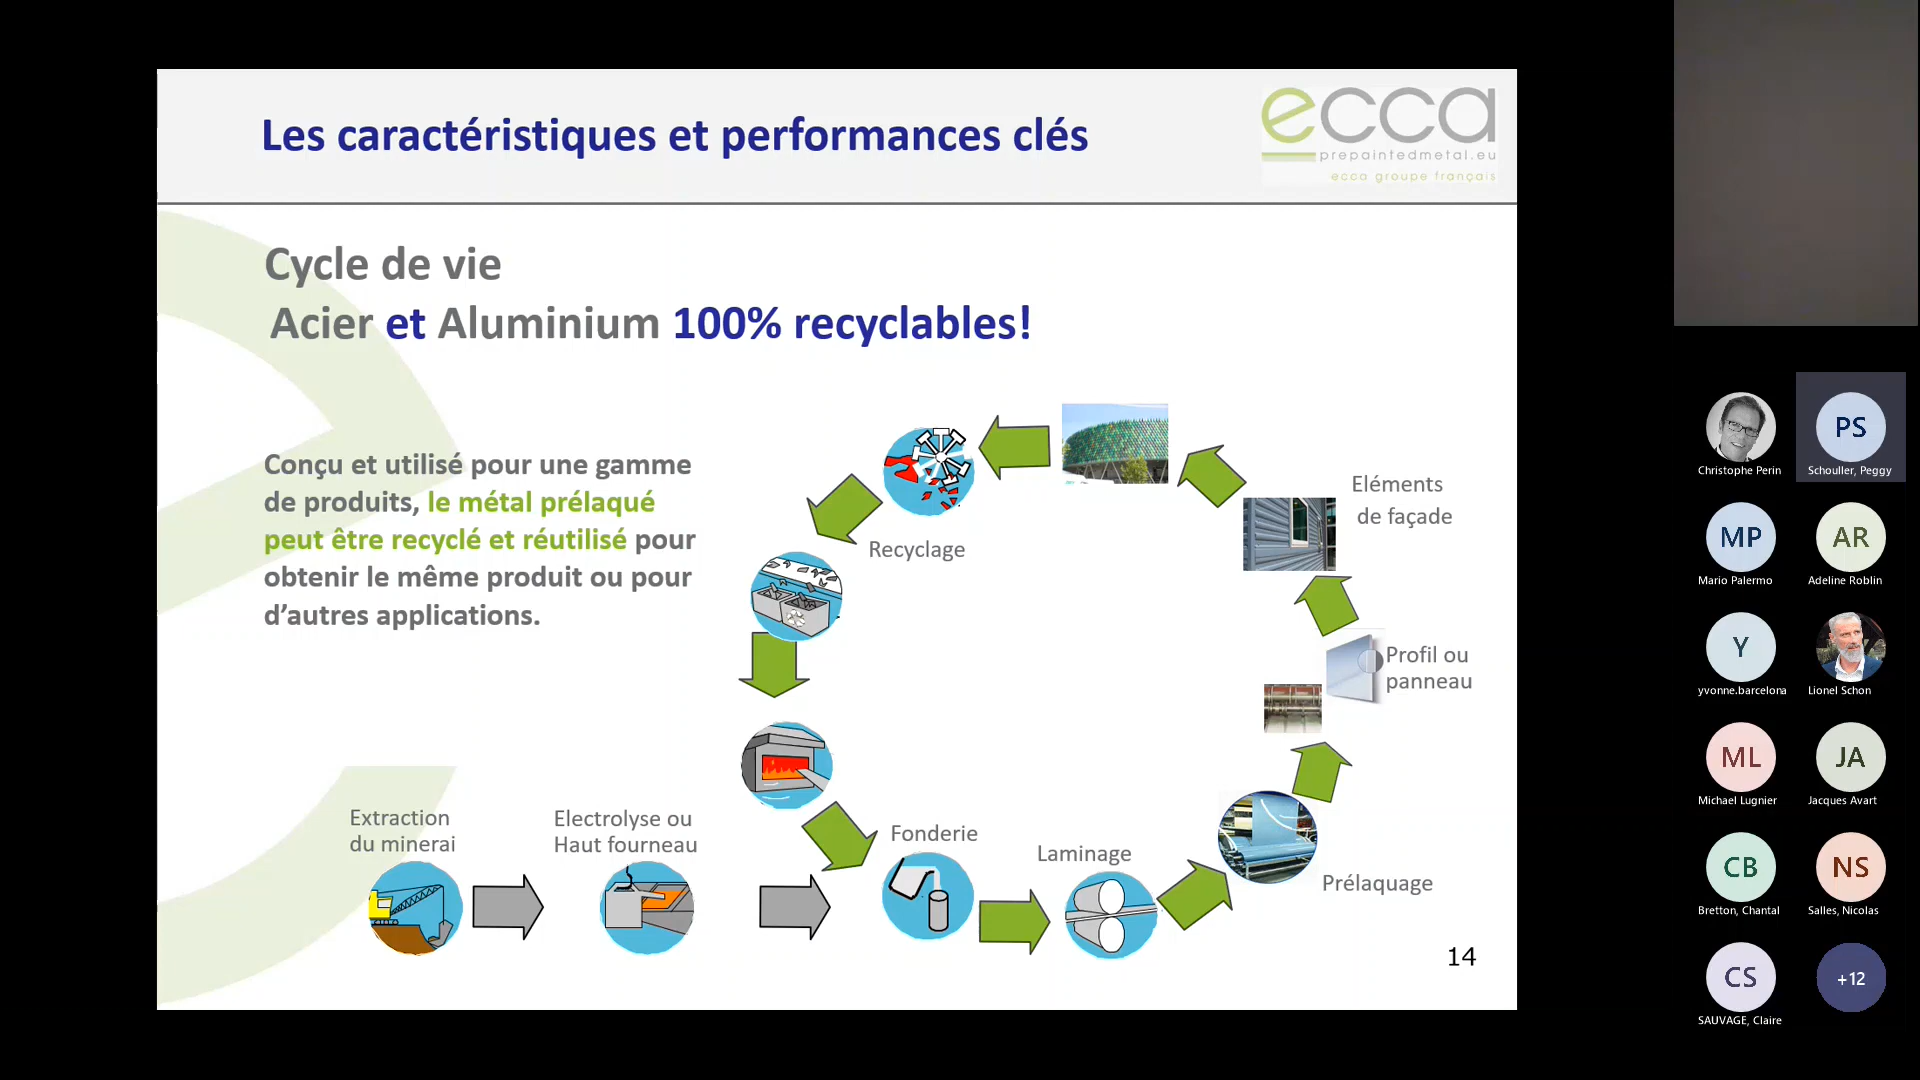 Les caractéristiques et performances clés
ecca
prepaintedmetal.eu
ecca groupe français
Cycle de vie
Acier et Aluminium 100% recyclables!
Conçu et utilisé pour une gamme
de produits, le métal prélaqué
peut être recyclé et réutilisé pour
obtenir le même produit ou pour
d’autres applications.
Recyclage
Eléments
de façade
Profil ou
panneau
Extraction
du minerai
Electrolyse ou
Haut fourneau
Fonderie
Laminage
Prélaquage
14
Christophe Perin
PS
Schouller, Peggy
MP
Mario Palermo
AR
Adeline Roblin
Y
yvonne.barcelona
Lionel Schon
ML
Michael Lugnier
JA
Jacques Avart
CB
Bretton, Chantal
NS
Salles, Nicolas
CS
SAUVAGE, Claire
+12